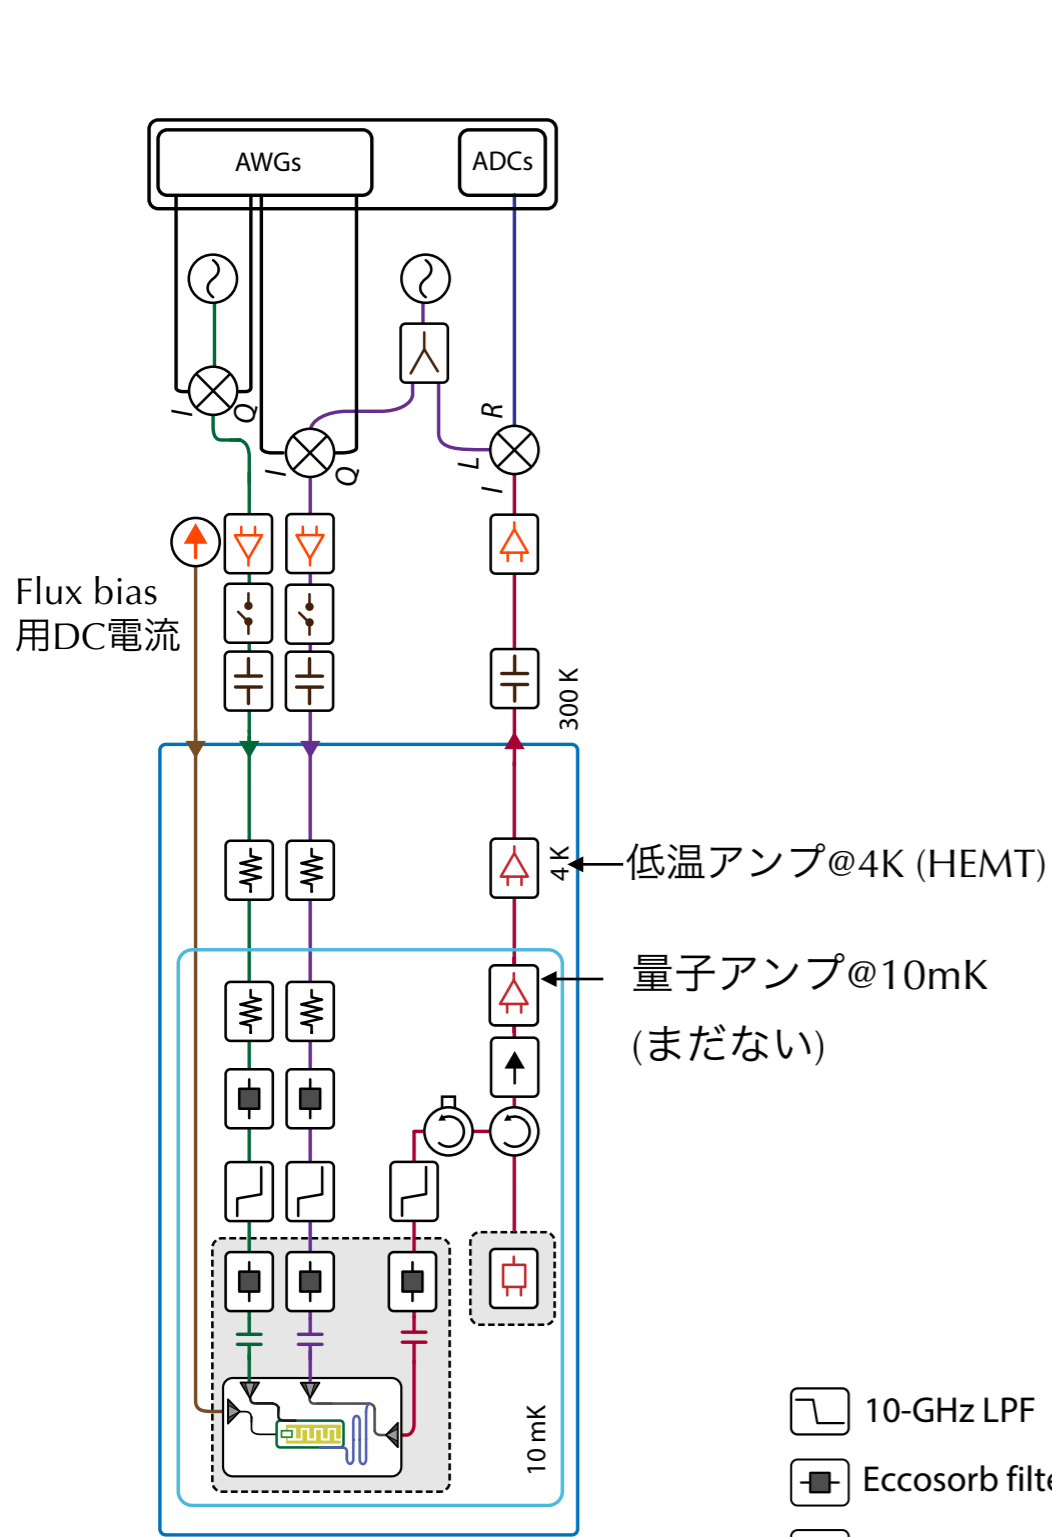 AWGs
ADCs
I
Q
R
I
Q
L
I
Flux bias
用DC電流
300 K
4 K
低温アンプ@4K (HEMT)
量子アンプ@10mK
(まだない)
10 mK
10-GHz LPF
Eccosorb filte